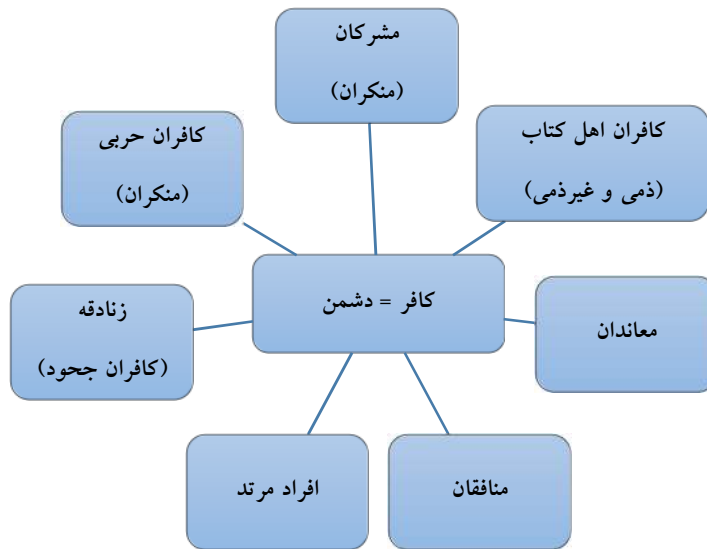 مشرکان
(منکران)
کافران اهل کتاب
(ذمی و غیرذمی)
کافران حربی
(منکران)
کافر = دشمن
معاندان
زنادقه
(کافران جحود)
منافقان
افراد مرتد